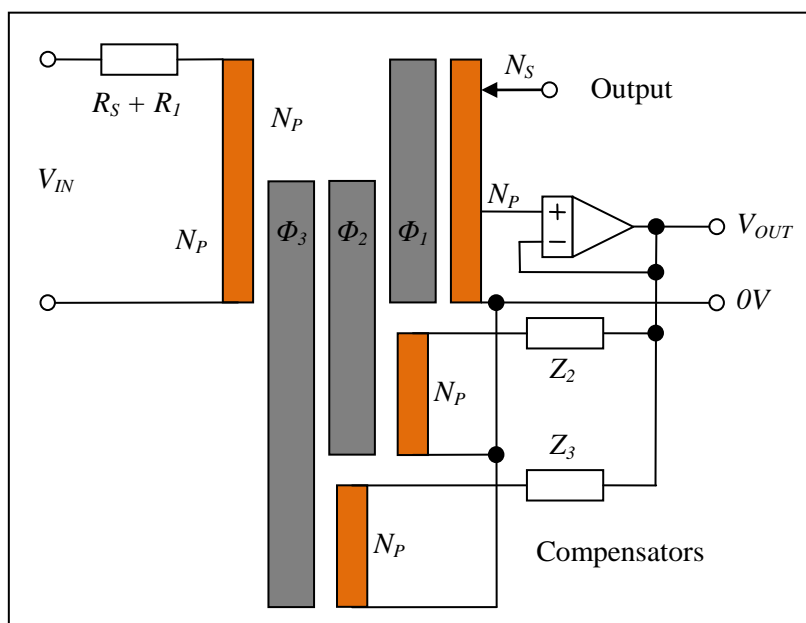 N_S
Output
R_S + R_1
N_P
V_IN
N_P
+
N_P
Φ_3
Φ_2
Φ_1
−
V_OUT
0V
Z_2
N_P
Z_3
N_P
Compensators